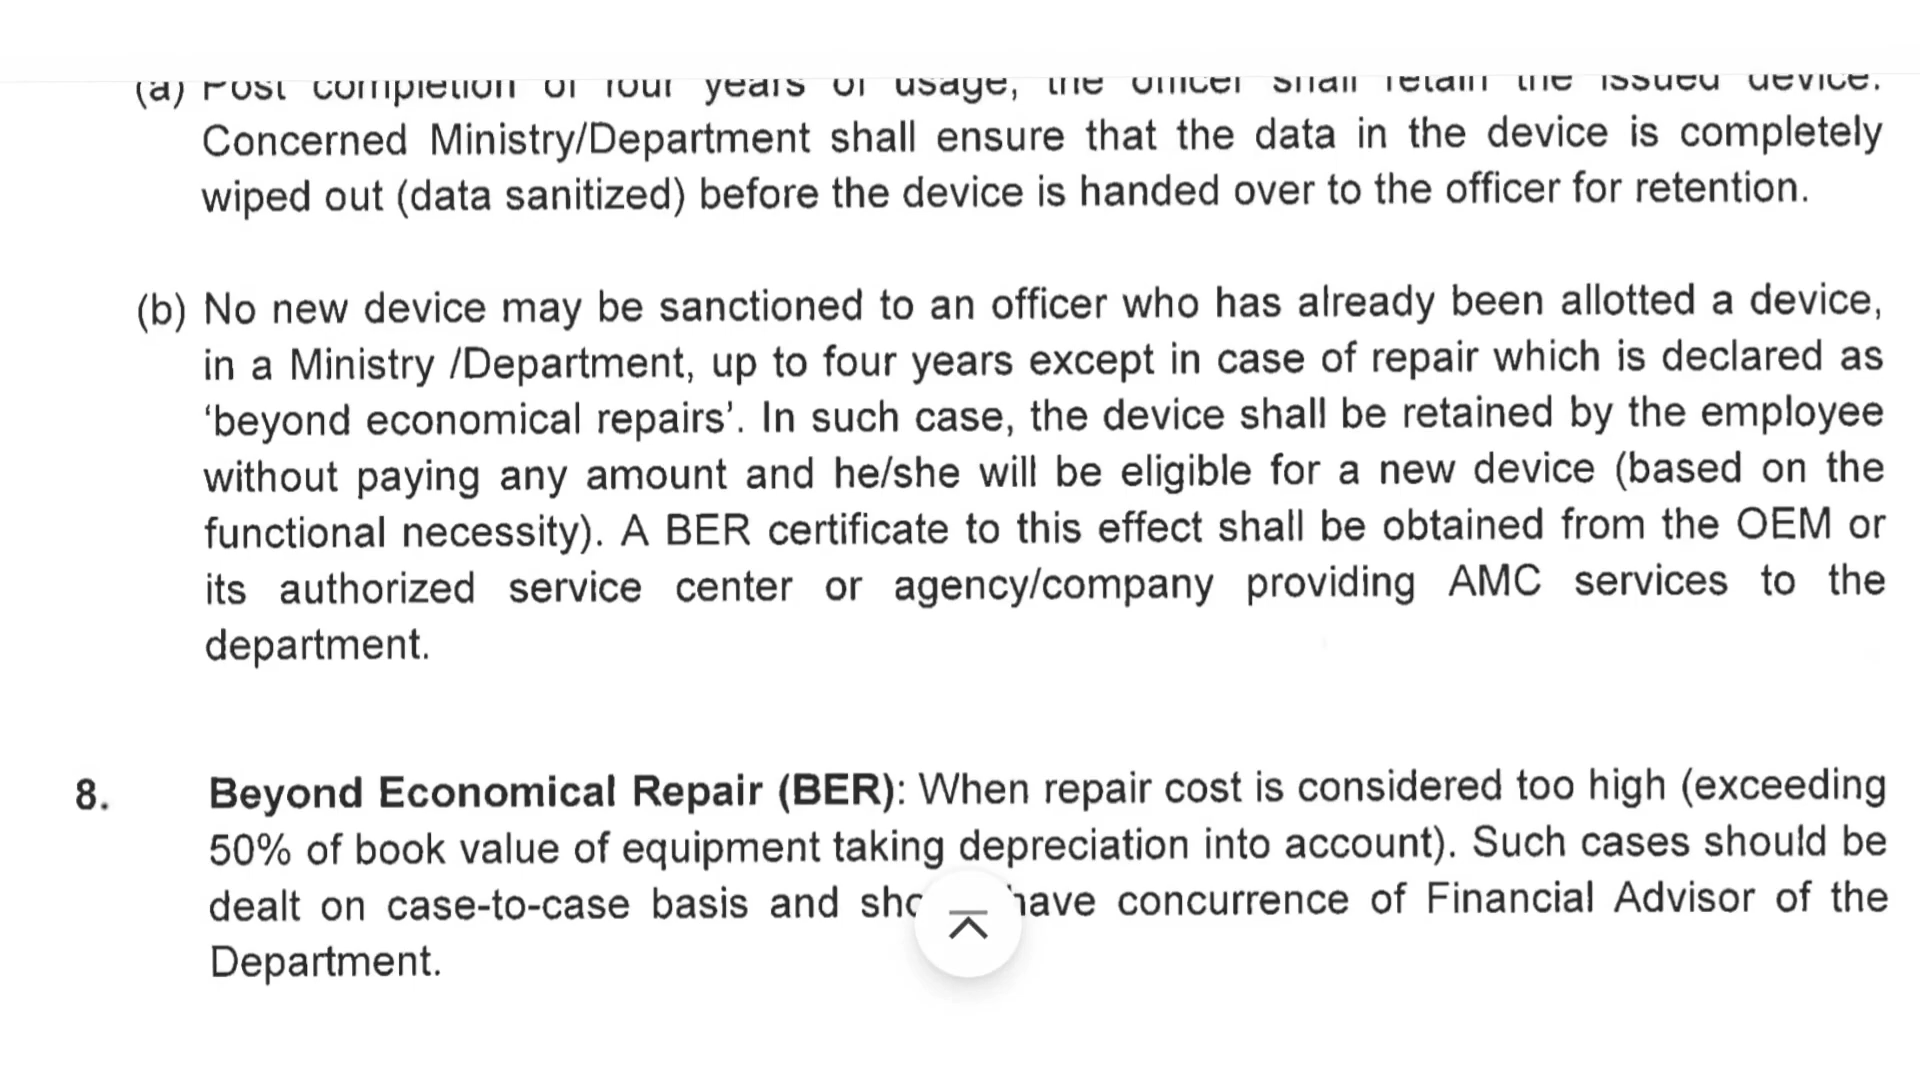 (a) Post completion of four years of usage, the officer shall retain the issued device.
Concerned Ministry/Department shall ensure that the data in the device is completely
wiped out (data sanitized) before the device is handed over to the officer for retention.
(b) No new device may be sanctioned to an officer who has already been allotted a device,
in a Ministry /Department, up to four years except in case of repair which is declared as
‘beyond economical repairs’. In such case, the device shall be retained by the employee
without paying any amount and he/she will be eligible for a new device (based on the
functional necessity). A BER certificate to this effect shall be obtained from the OEM or
its authorized service center or agency/company providing AMC services to the
department.
8. Beyond Economical Repair (BER): When repair cost is considered too high (exceeding
50% of book value of equipment taking depreciation into account). Such cases should be
dealt on case-to-case basis and have concurrence of Financial Advisor of the
Department.